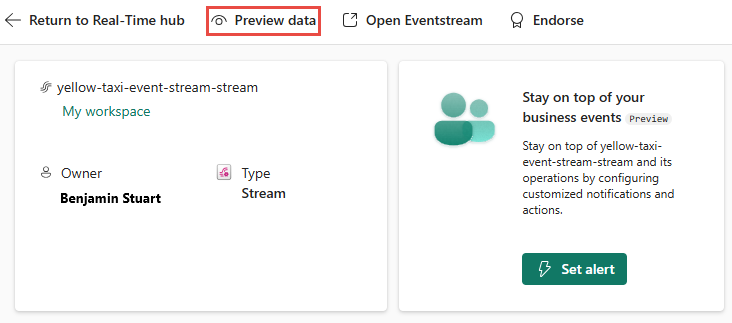 Return to Real-Time hub Preview data Open Eventstream Endorse
yellow-taxi-event-stream-stream
My workspace
Owner
Benjamin Stuart
Type
Stream
Stay on top of your
business events Preview
Stay on top of yellow-taxi-
event-stream-stream and its
operations by configuring
customized notifications and
actions.
Set alert